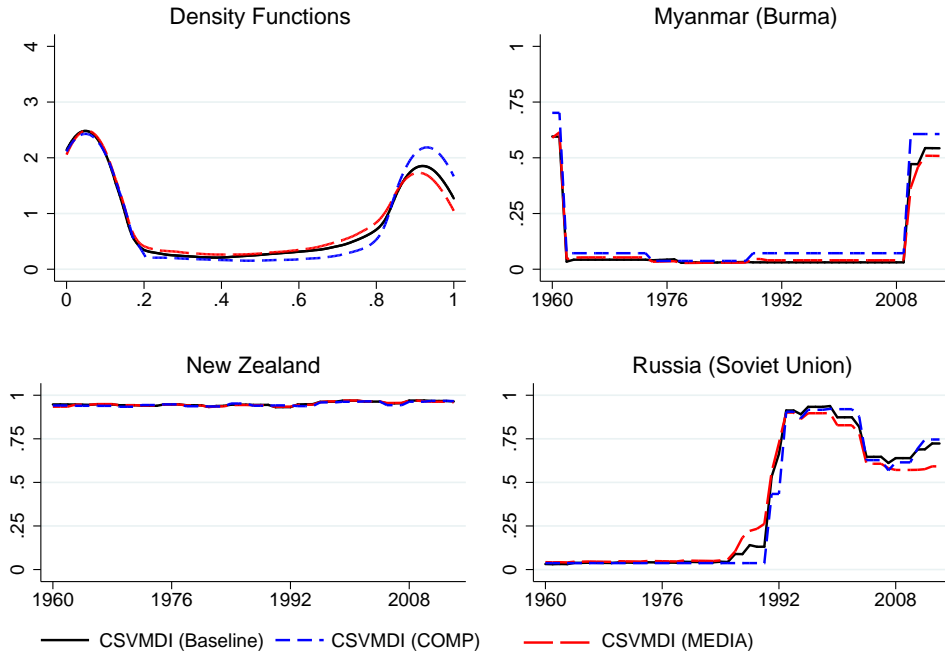 Density Functions
4
3
2
1
0
0 .2 .4 .6 .8 1
Myanmar (Burma)
1
.75
.5
.25
0
1960 1976 1992 2008
New Zealand
1
.75
.5
.25
0
1960 1976 1992 2008
Russia (Soviet Union)
1
.75
.5
.25
0
1960 1976 1992 2008
CSVMDI (Baseline) CSVMDI (COMP) CSVMDI (MEDIA)